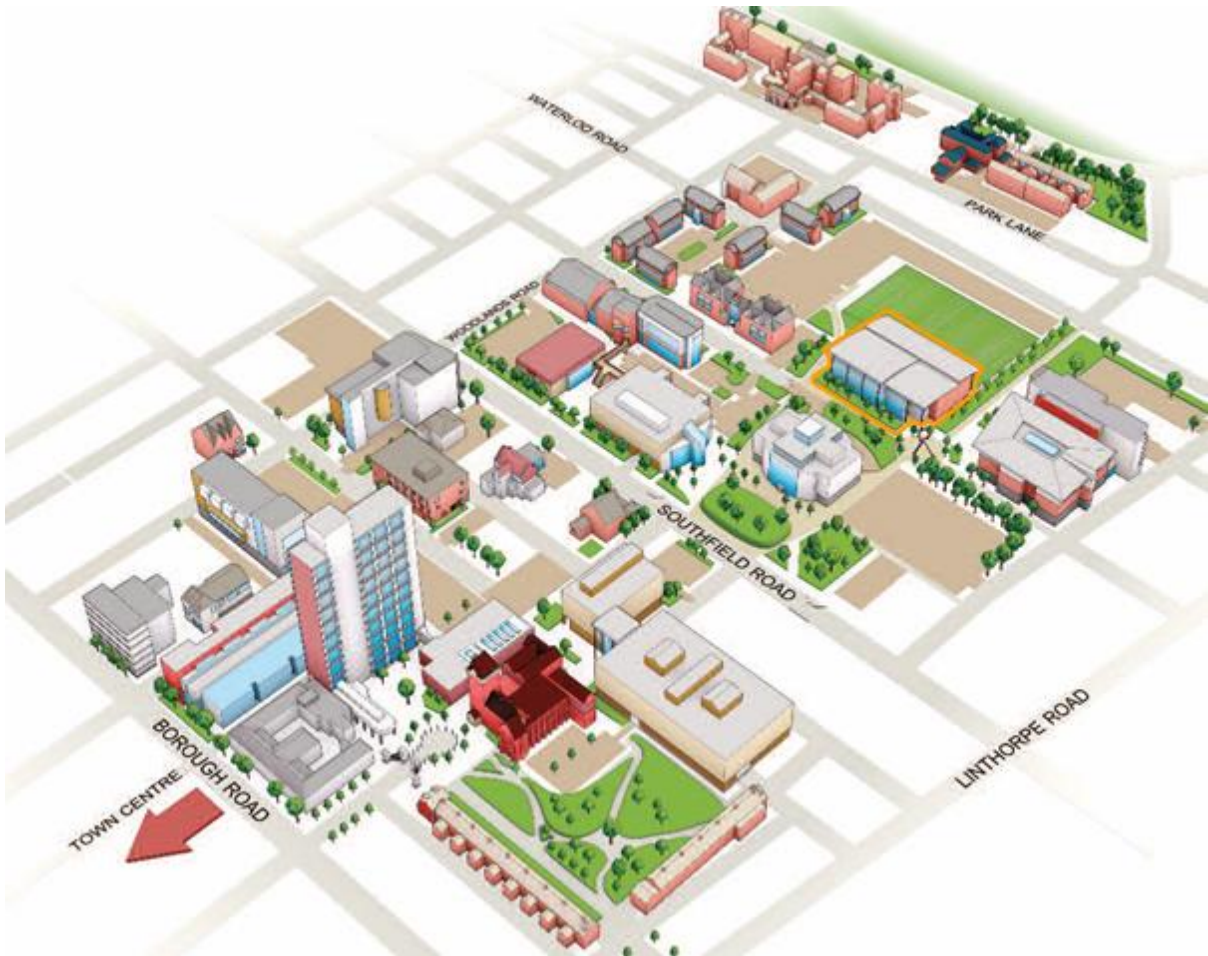 WATERLOO ROAD
PARK LANE
WOODLANDS ROAD
SOUTHFIELD ROAD
LINTHORPE ROAD
BOROUGH ROAD
TOWN CENTRE